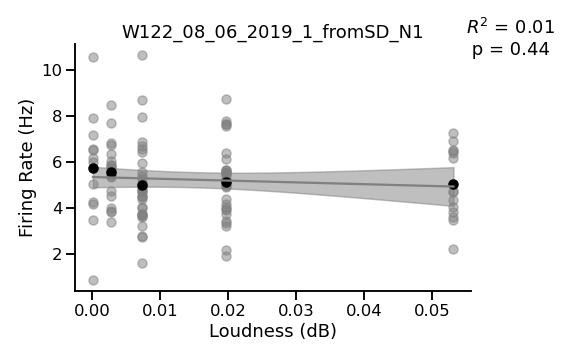 W122_08_06_2019_1_fromSD_N1
R² = 0.01
p = 0.44
Firing Rate (Hz)
10
8
6
4
2
0.00 0.01 0.02 0.03 0.04 0.05
Loudness (dB)